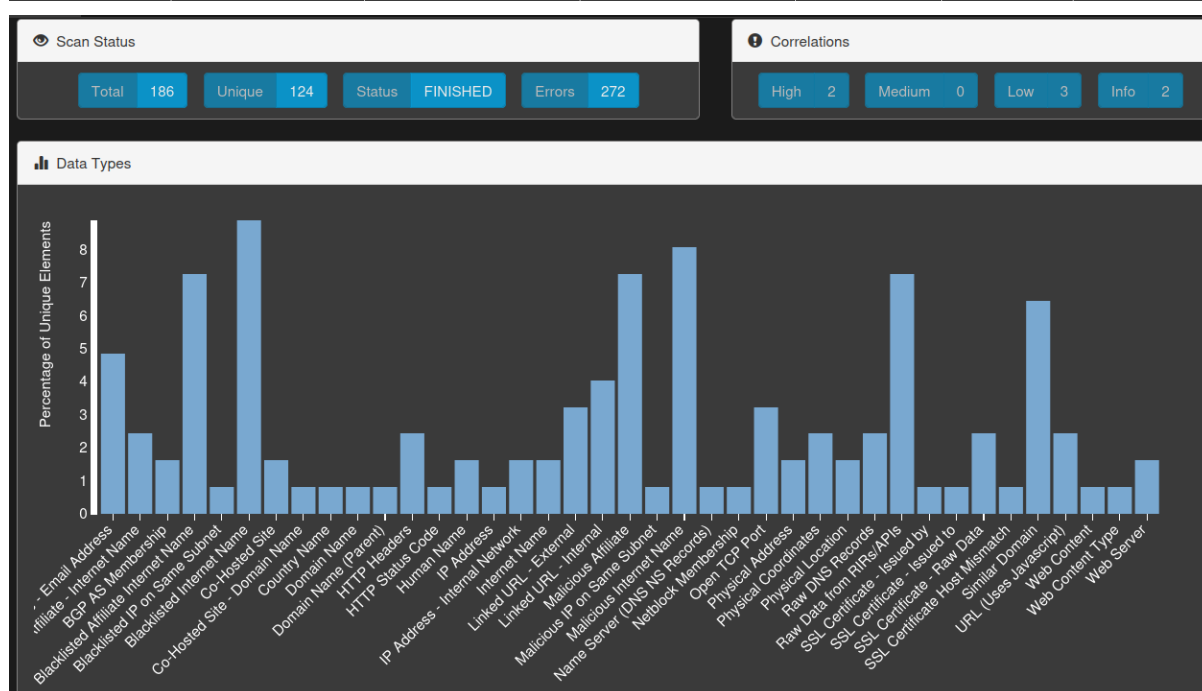 Scan Status
Total 186 Unique 124 Status FINISHED Errors 272
Correlations
High 2 Medium 0 Low 3 Info 2
Data Types
Percentage of Unique Elements
8
7
6
5
4
3
2
1
0
- Email Address
- Internet Name
BGP AS Membership
Blacklisted Affiliate Internet Name
Blacklisted IP on Same Subnet
Blacklisted Internet Name
Co-Hosted Site
Co-Hosted Site - Domain Name
Country Name
Domain Name
Domain Name (Parent)
HTTP Headers
HTTP Status Code
Human Name
IP Address
IP Address - Internal Network
Internet Name
Linked URL - External
Linked URL - Internal
Malicious Affiliate
Malicious IP on Same Subnet
Malicious Internet Name
Name Server (DNS NS Records)
Netblock Membership
Open TCP Port
Physical Address
Physical Coordinates
Physical Location
Raw DNS Records
Raw Data from RIRs/APIs
SSL Certificate - Issued by
SSL Certificate - Issued to
SSL Certificate - Raw Data
SSL Certificate Host Mismatch
Similar Domain
URL (Uses Javascript)
Web Content
Web Content Type
Web Server